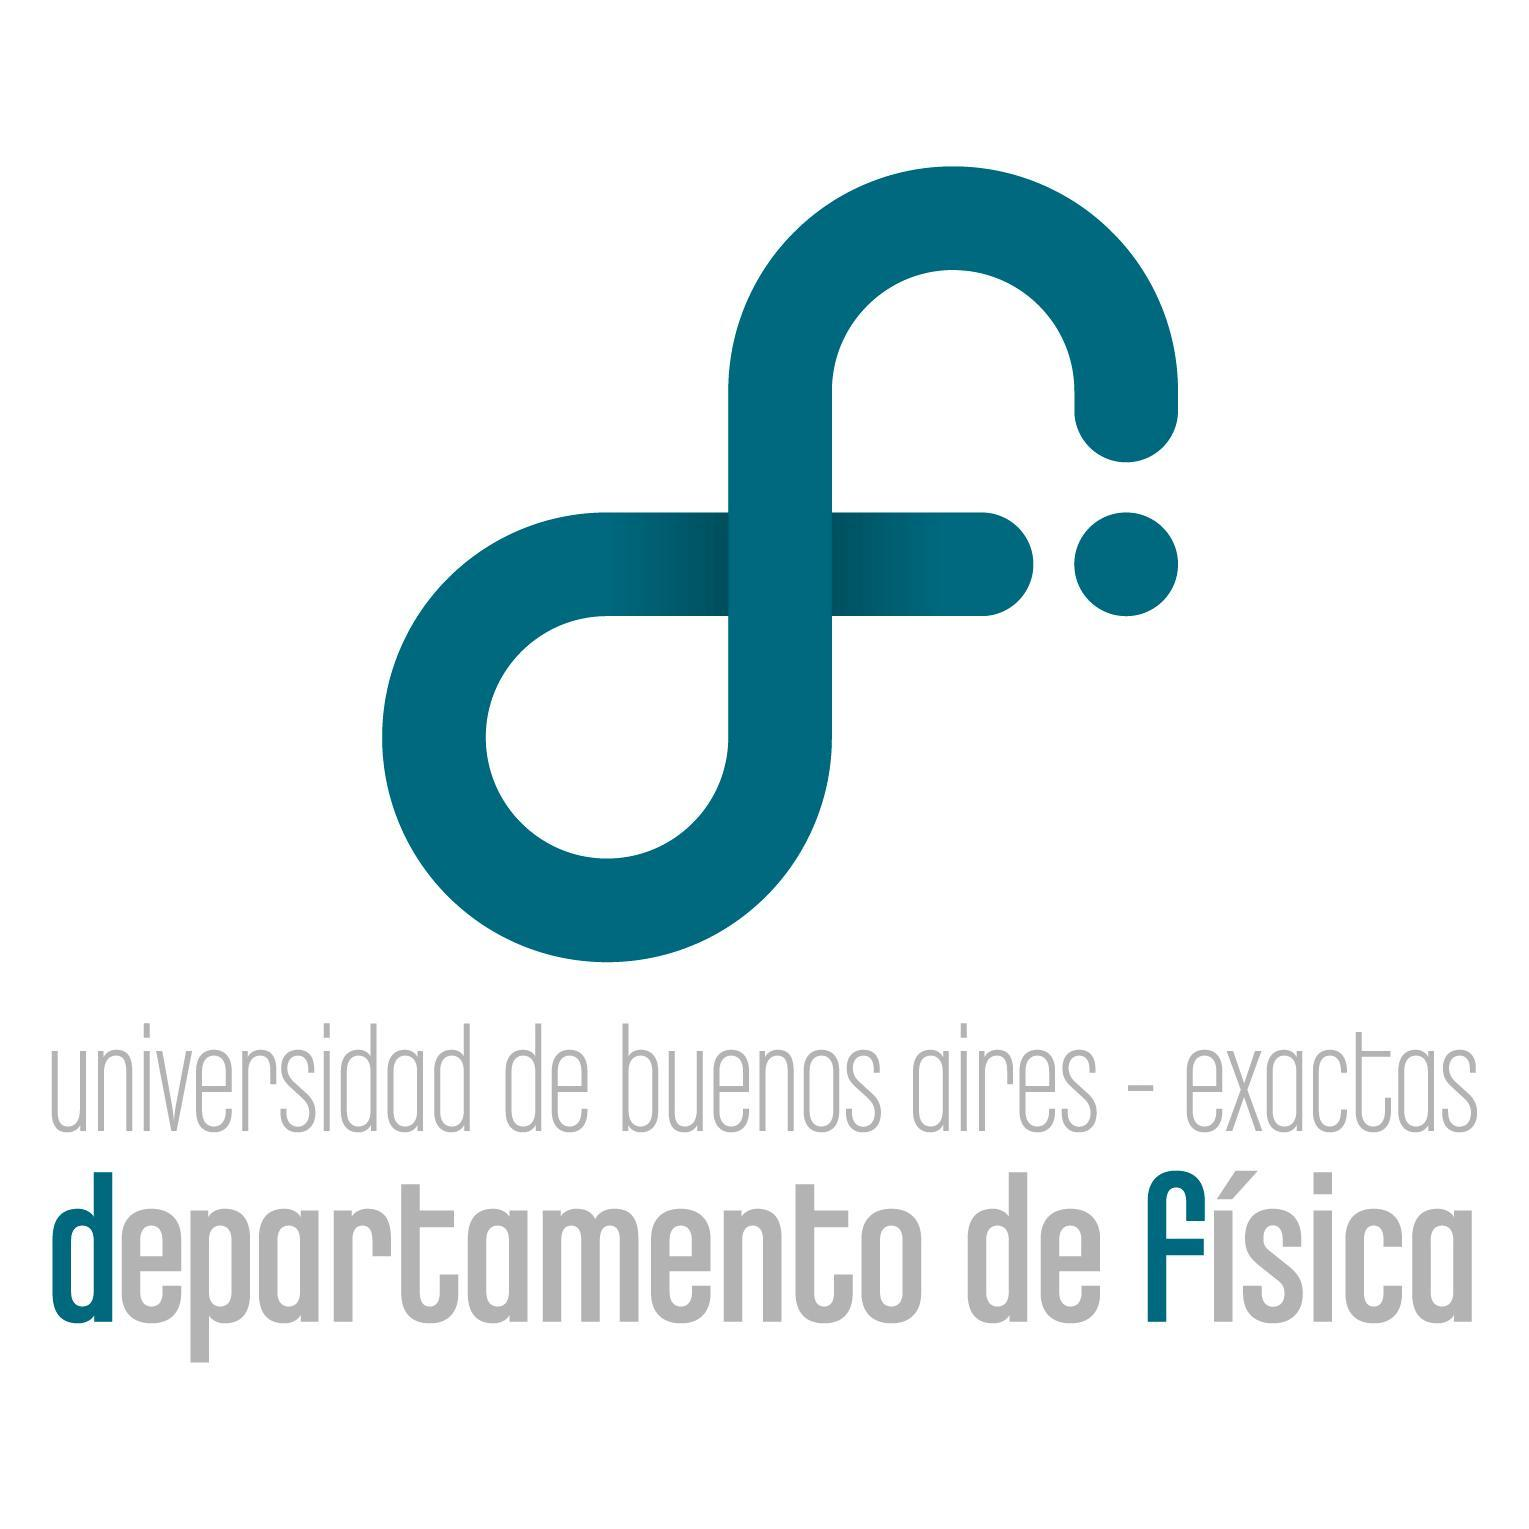 universidad de buenos aires - exactas
departamento de física